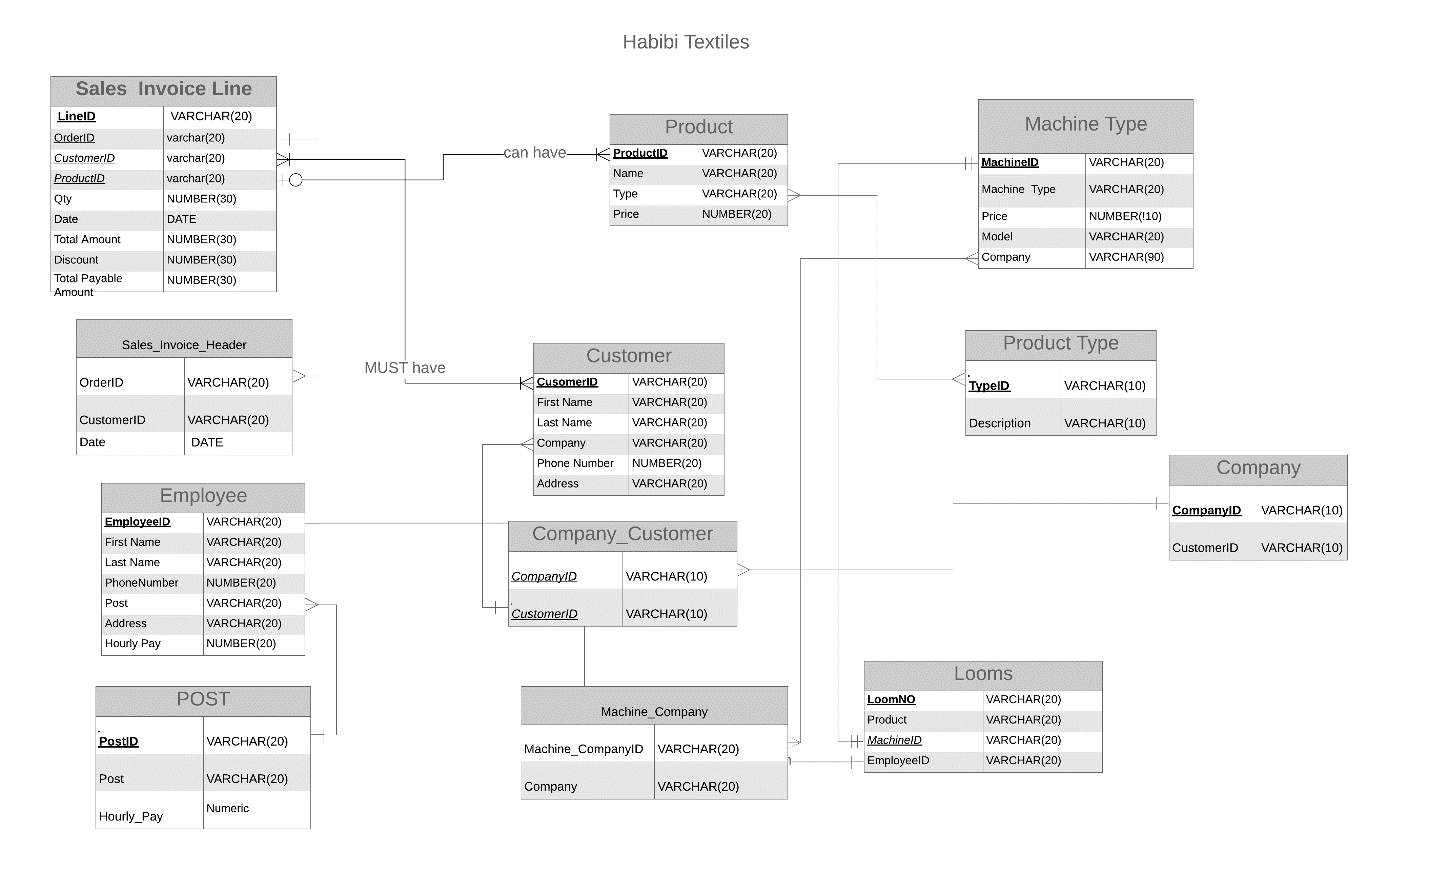 Habibi Textiles
Sales Invoice Line
LineID VARCHAR(20)
OrderID varchar(20)
CustomerID varchar(20)
ProductID varchar(20)
Qty NUMBER(30)
Date DATE
Total Amount NUMBER(30)
Discount NUMBER(30)
Total Payable NUMBER(30)
Amount
can have
Product
ProductID VARCHAR(20)
Name VARCHAR(20)
Type VARCHAR(20)
Price NUMBER(20)
Machine Type
MachineID VARCHAR(20)
Machine Type VARCHAR(20)
Price NUMBER(!10)
Model VARCHAR(20)
Company VARCHAR(90)
Sales_Invoice_Header
OrderID VARCHAR(20)
CustomerID VARCHAR(20)
Date DATE
MUST have
Customer
CusomerID VARCHAR(20)
First Name VARCHAR(20)
Last Name VARCHAR(20)
Company VARCHAR(20)
Phone Number NUMBER(20)
Address VARCHAR(20)
Product Type
TypeID VARCHAR(10)
Description VARCHAR(10)
Company
CompanyID VARCHAR(10)
CustomerID VARCHAR(10)
Employee
EmployeeID VARCHAR(20)
First Name VARCHAR(20)
Last Name VARCHAR(20)
PhoneNumber NUMBER(20)
Post VARCHAR(20)
Address VARCHAR(20)
Hourly Pay NUMBER(20)
Company_Customer
CompanyID VARCHAR(10)
CustomerID VARCHAR(10)
POST
PostID VARCHAR(20)
Post VARCHAR(20)
Hourly_Pay Numeric
Machine_Company
Machine_CompanyID VARCHAR(20)
Company VARCHAR(20)
Looms
LoomNO VARCHAR(20)
Product VARCHAR(20)
MachineID VARCHAR(20)
EmployeeID VARCHAR(20)